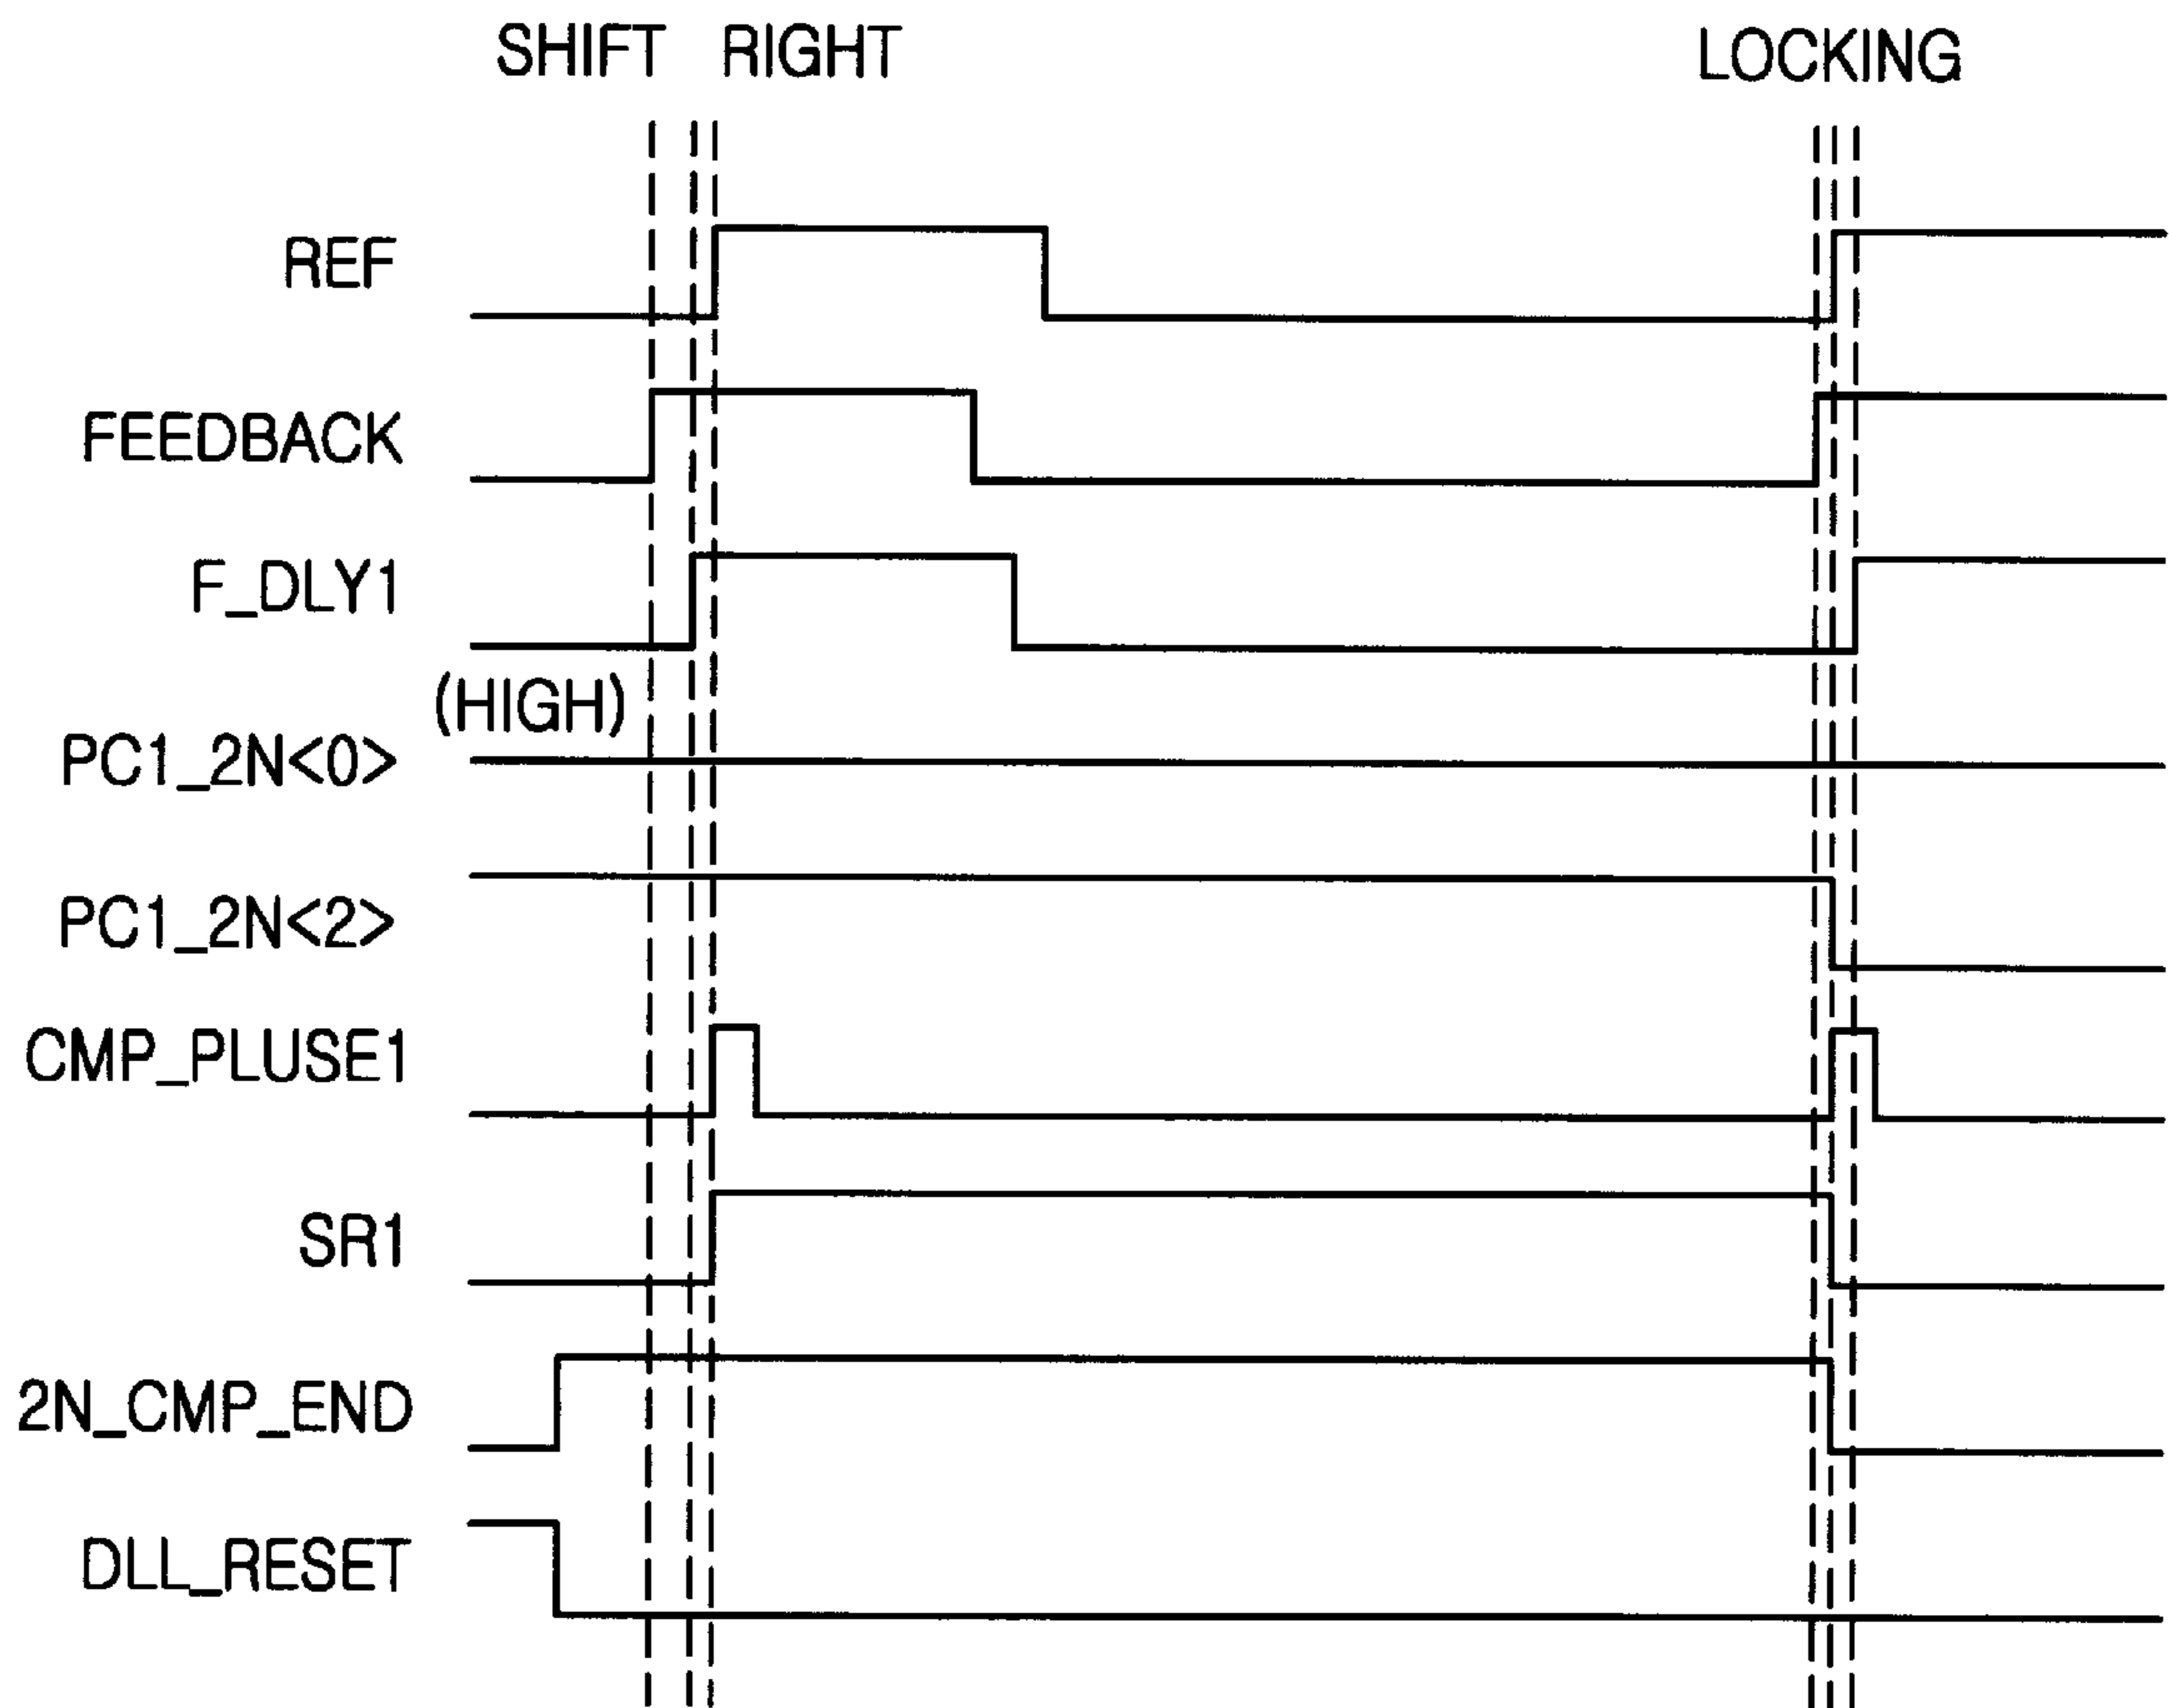 SHIFT RIGHT
LOCKING
REF
FEEDBACK
F_DLY1
(HIGH)
PC1_2N<0>
PC1_2N<2>
CMP_PLUSE1
SR1
2N_CMP_END
DLL_RESET